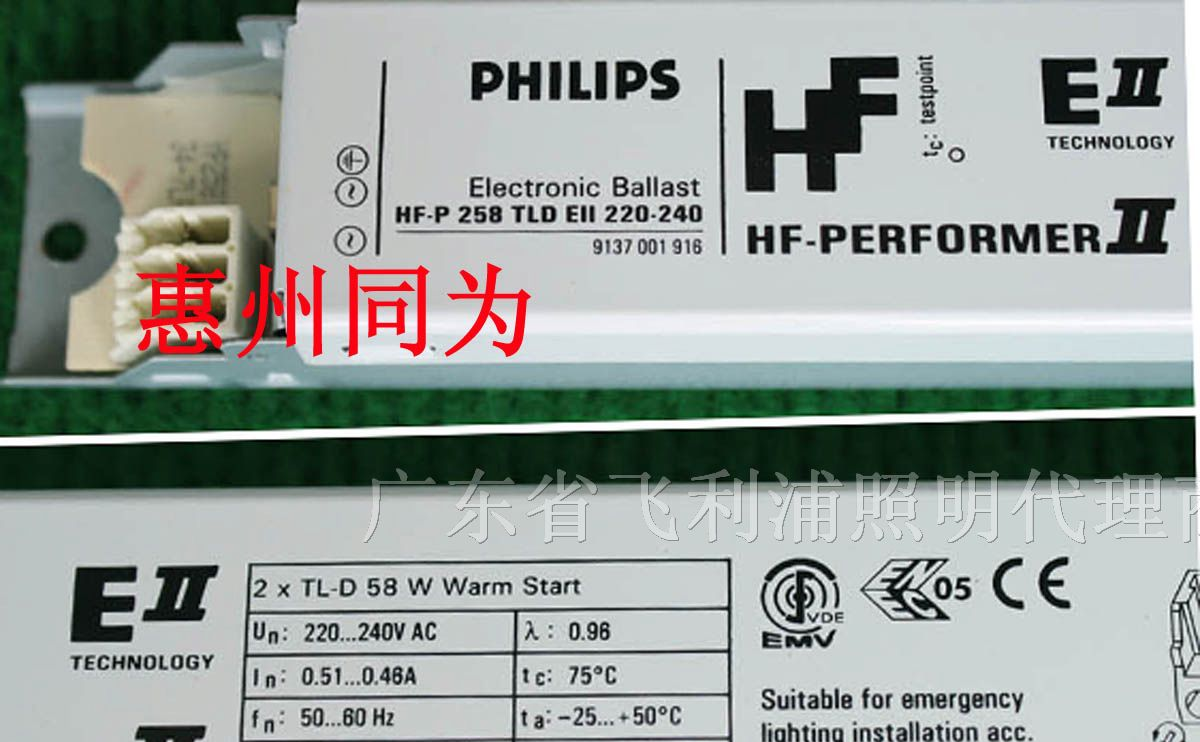 PHILIPS
Electronic Ballast
HF-P 258 TLD EII 220-240
9137 001 916
HF
tc: testpoint
EII
TECHNOLOGY
HF-PERFORMER II
惠州同为
广东省飞利浦照明代理商
EII
TECHNOLOGY
2 x TL-D 58 W Warm Start
Un: 220...240V AC
λ: 0.96
In: 0.51...0.46A
tc: 75°C
fn: 50...60 Hz
ta: -25...+50°C
VDE
EMV
ENEC
05
CE
Suitable for emergency
lighting installation acc.